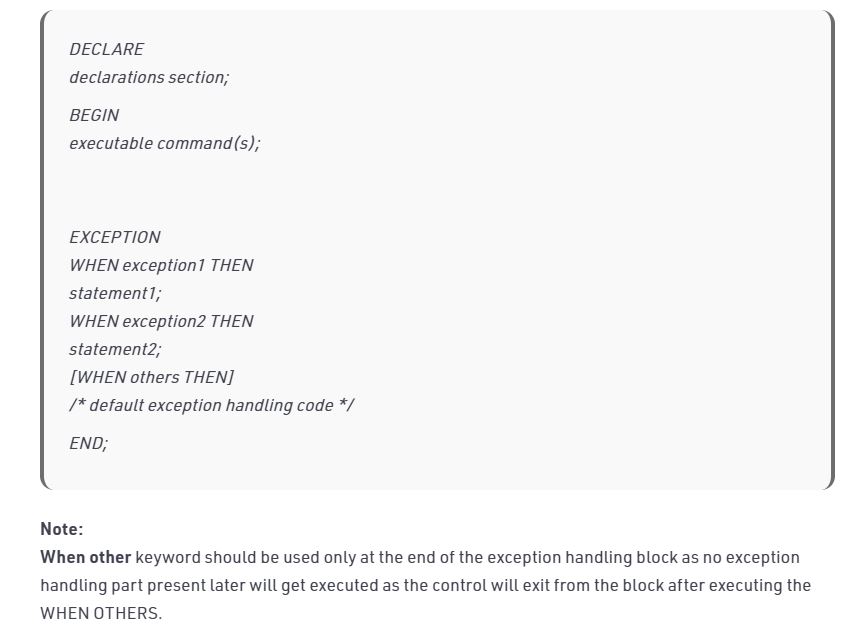 DECLARE
declarations section;
BEGIN
executable command(s);
EXCEPTION
WHEN exception1 THEN
statement1;
WHEN exception2 THEN
statement2;
[WHEN others THEN]
/* default exception handling code */
END;
Note:
When other keyword should be used only at the end of the exception handling block as no exception
handling part present later will get executed as the control will exit from the block after executing the
WHEN OTHERS.